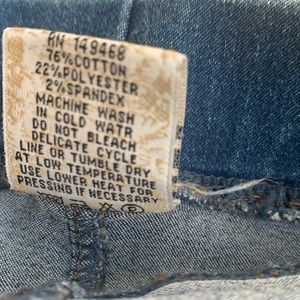 RN 149468
76%COTTON
22%POLYESTER
2%SPANDEX
MACHINE WASH
IN COLD WATR
DO NOT BLEACH
DELICATE CYCLE
LINE OR TUMBLE DRY
AT LOW TEMPERATURE
USE LOWER HEAT FOR
PRESSING IF NECESSARY